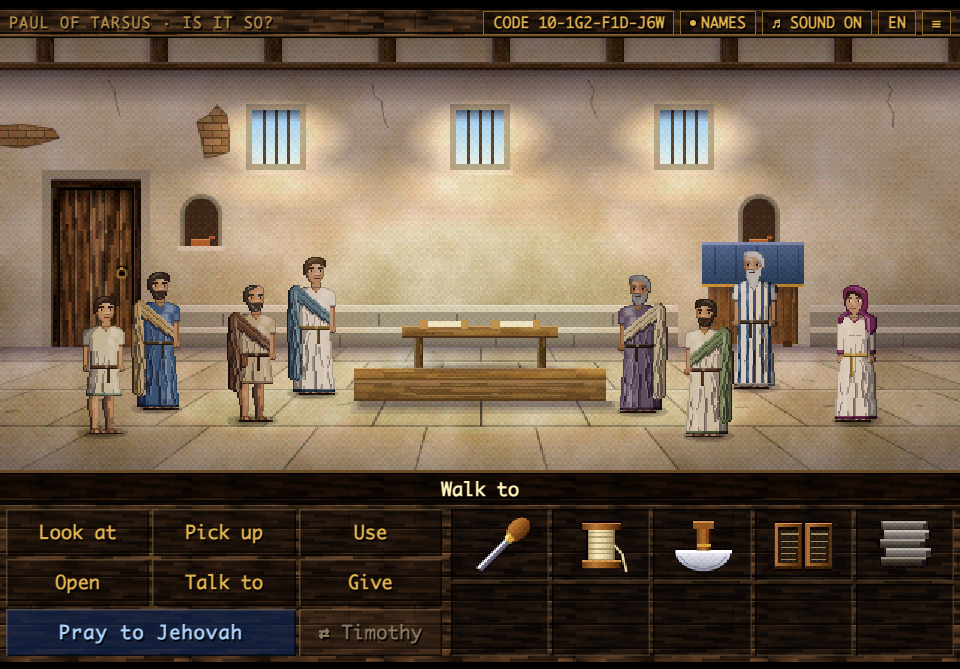 PAUL OF TARSUS · IS IT SO?
CODE 10-1G2-F1D-J6W
• NAMES
♬ SOUND ON
EN
≡
Walk to
Look at
Pick up
Use
Open
Talk to
Give
Pray to Jehovah
⇄ Timothy